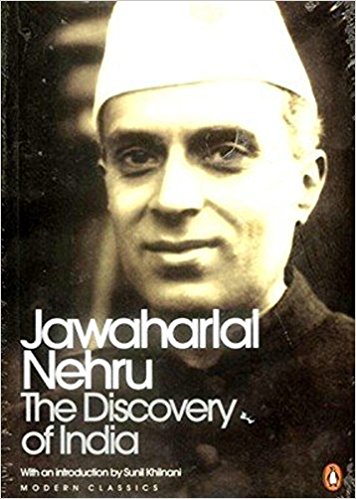 Jawaharlal
Nehru
The Discovery
of India
With an introduction by Sunil Khilnani
MODERN CLASSICS